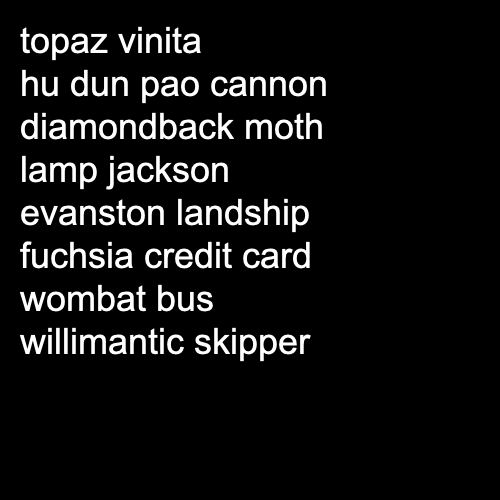 topaz vinita
hu dun pao cannon
diamondback moth
lamp jackson
evanston landship
fuchsia credit card
wombat bus
willimantic skipper